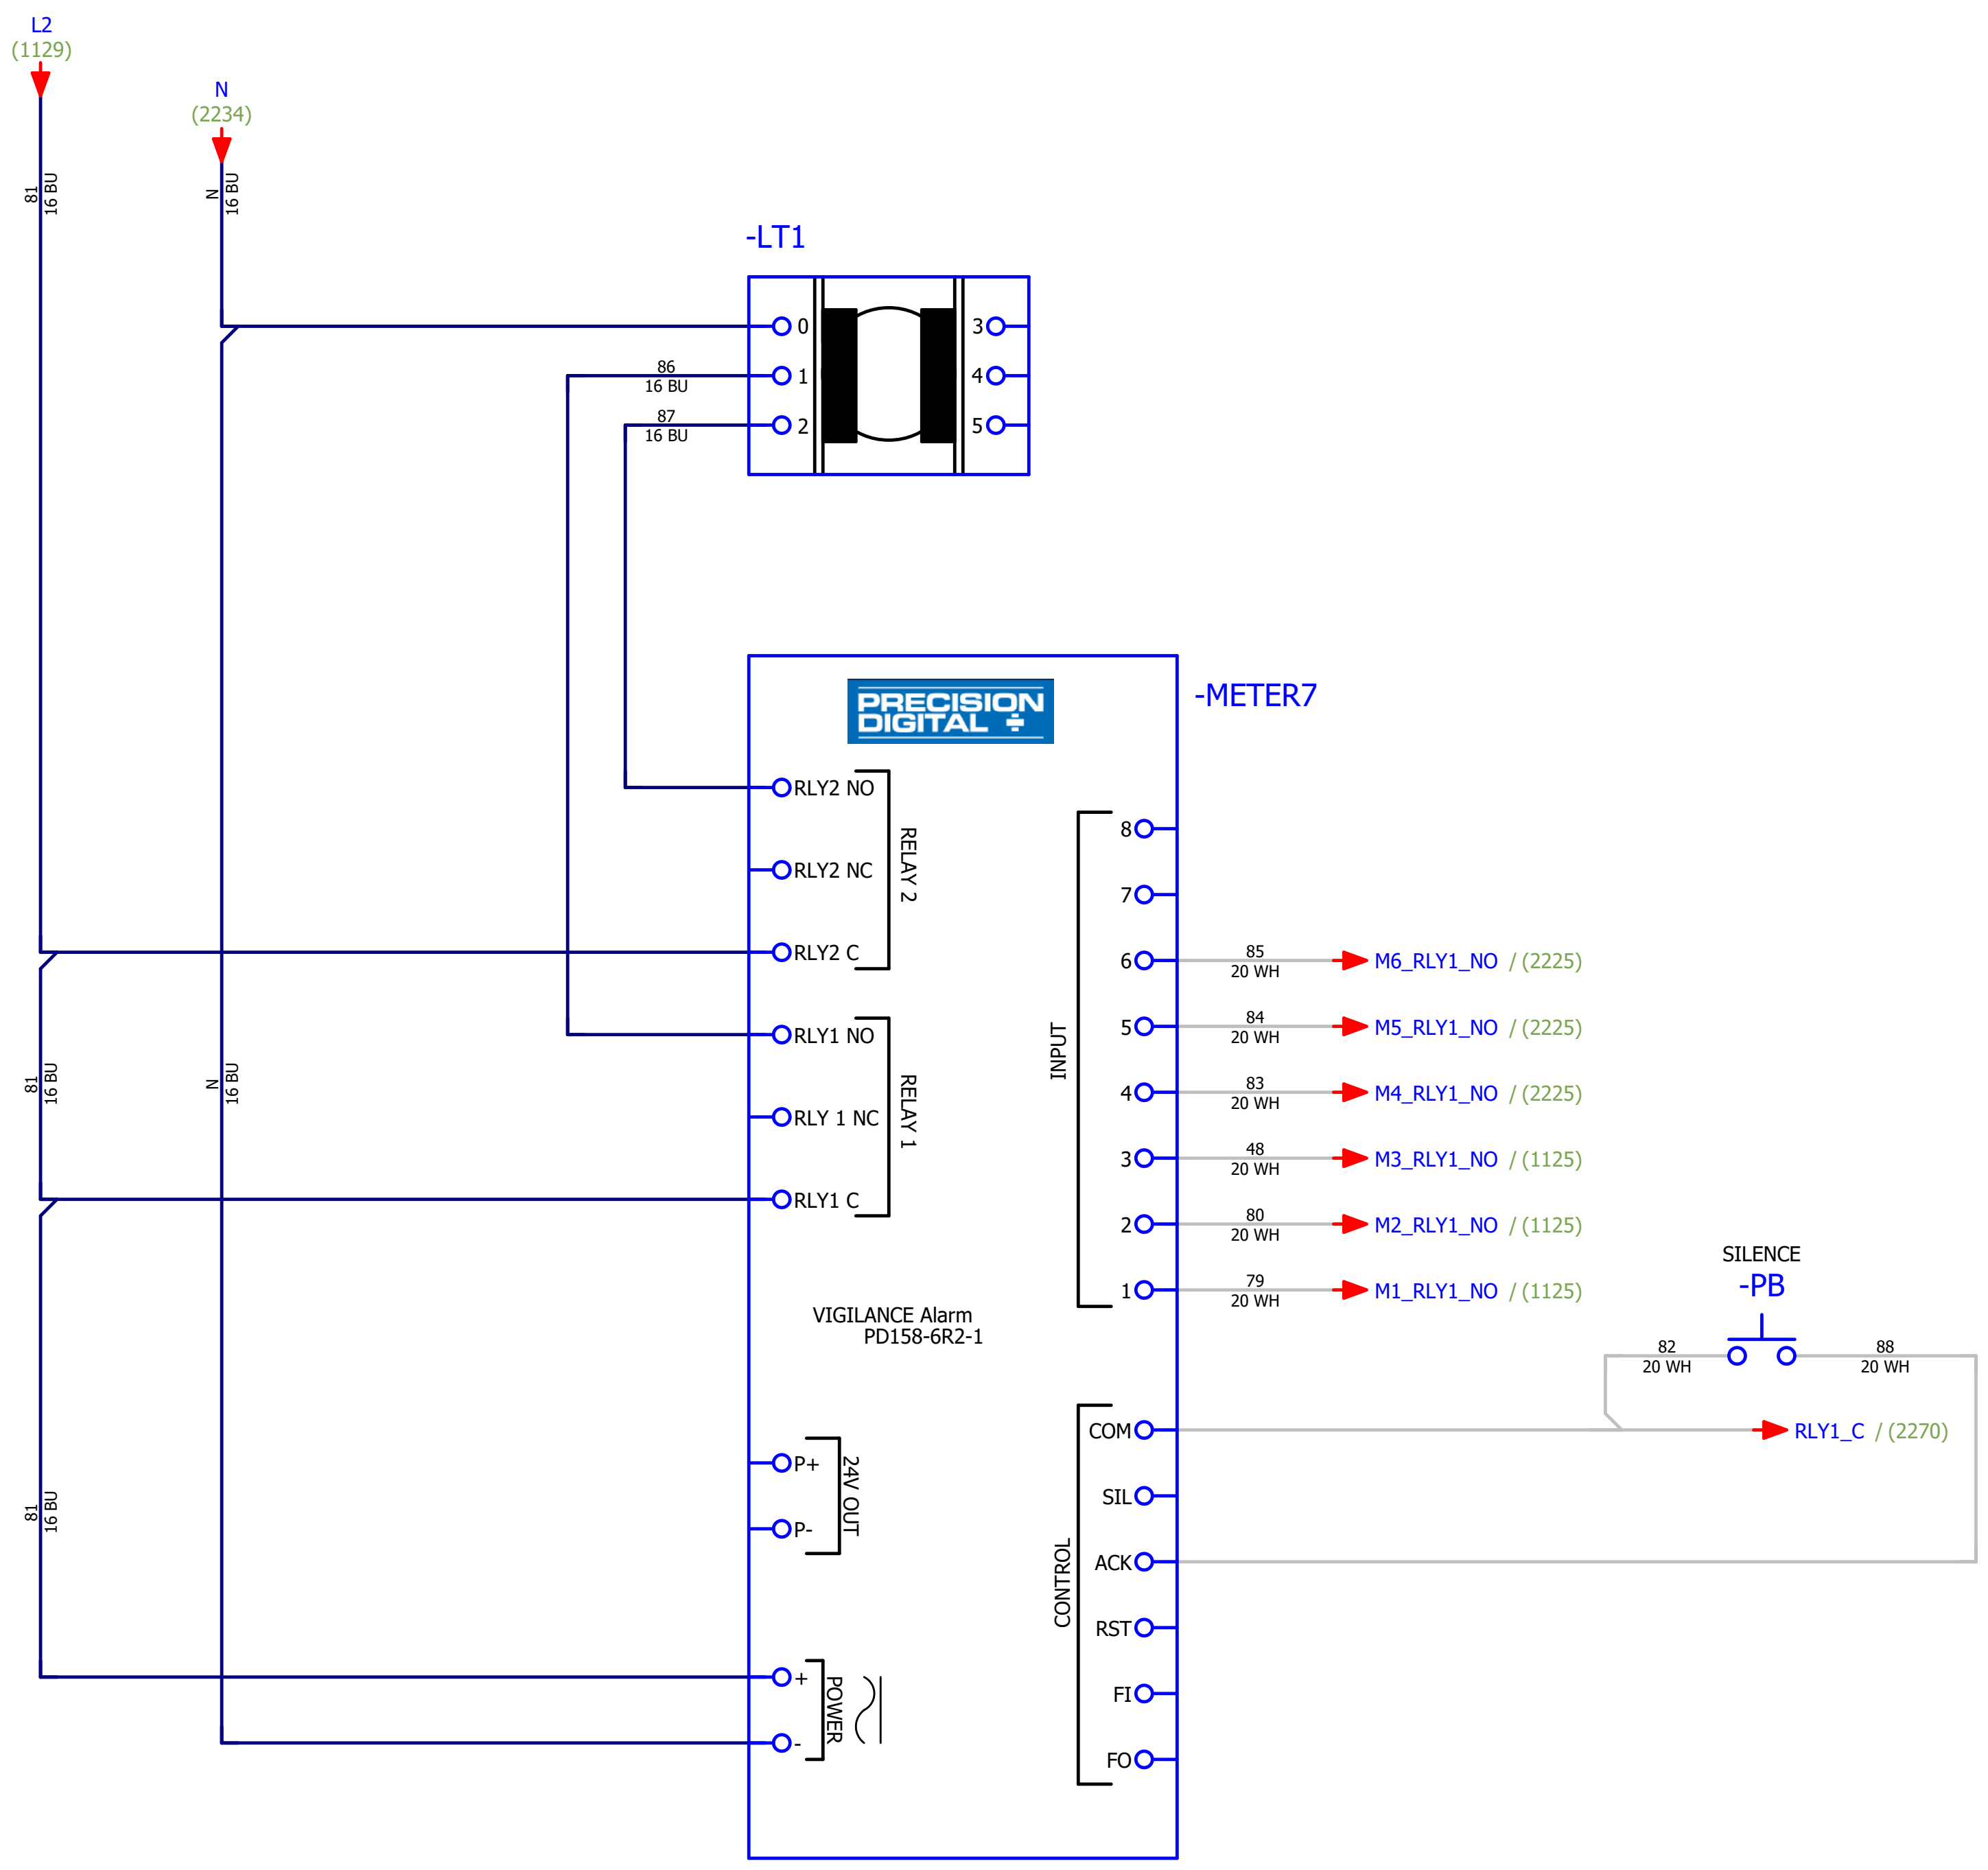 L2
(1129)
N
(2234)
81
16 BU
N
16 BU
-LT1
0
3
86
16 BU
1
4
87
16 BU
2
5
-METER7
PRECISION
DIGITAL
RLY2 NO
RLY2 NC
RLY2 C
RELAY 2
RLY1 NO
RLY 1 NC
RLY1 C
RELAY 1
81
16 BU
N
16 BU
INPUT
8
7
6
85
20 WH
M6_RLY1_NO / (2225)
5
84
20 WH
M5_RLY1_NO / (2225)
4
83
20 WH
M4_RLY1_NO / (2225)
3
48
20 WH
M3_RLY1_NO / (1125)
2
80
20 WH
M2_RLY1_NO / (1125)
1
79
20 WH
M1_RLY1_NO / (1125)
SILENCE
-PB
82
20 WH
88
20 WH
VIGILANCE Alarm
PD158-6R2-1
P+
P-
24V OUT
81
16 BU
+
-
POWER
CONTROL
COM
RLY1_C / (2270)
SIL
ACK
RST
FI
FO